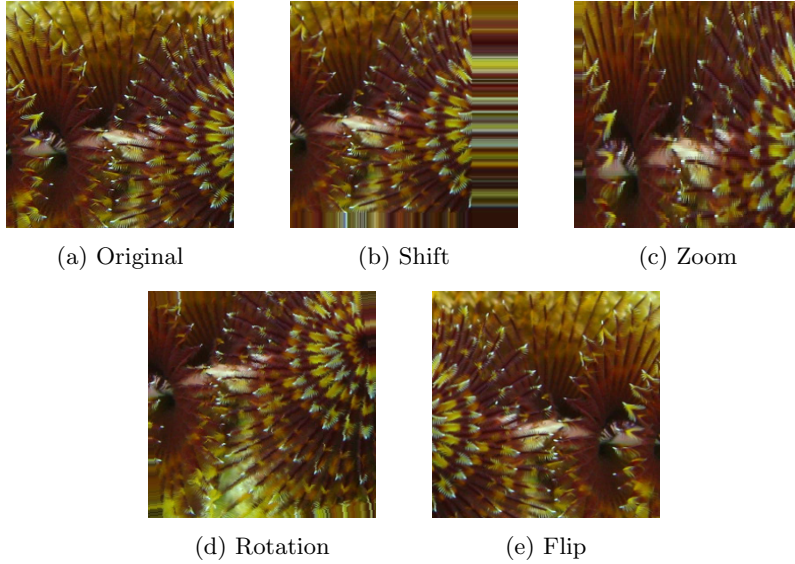 (a) Original
(b) Shift
(c) Zoom
(d) Rotation
(e) Flip